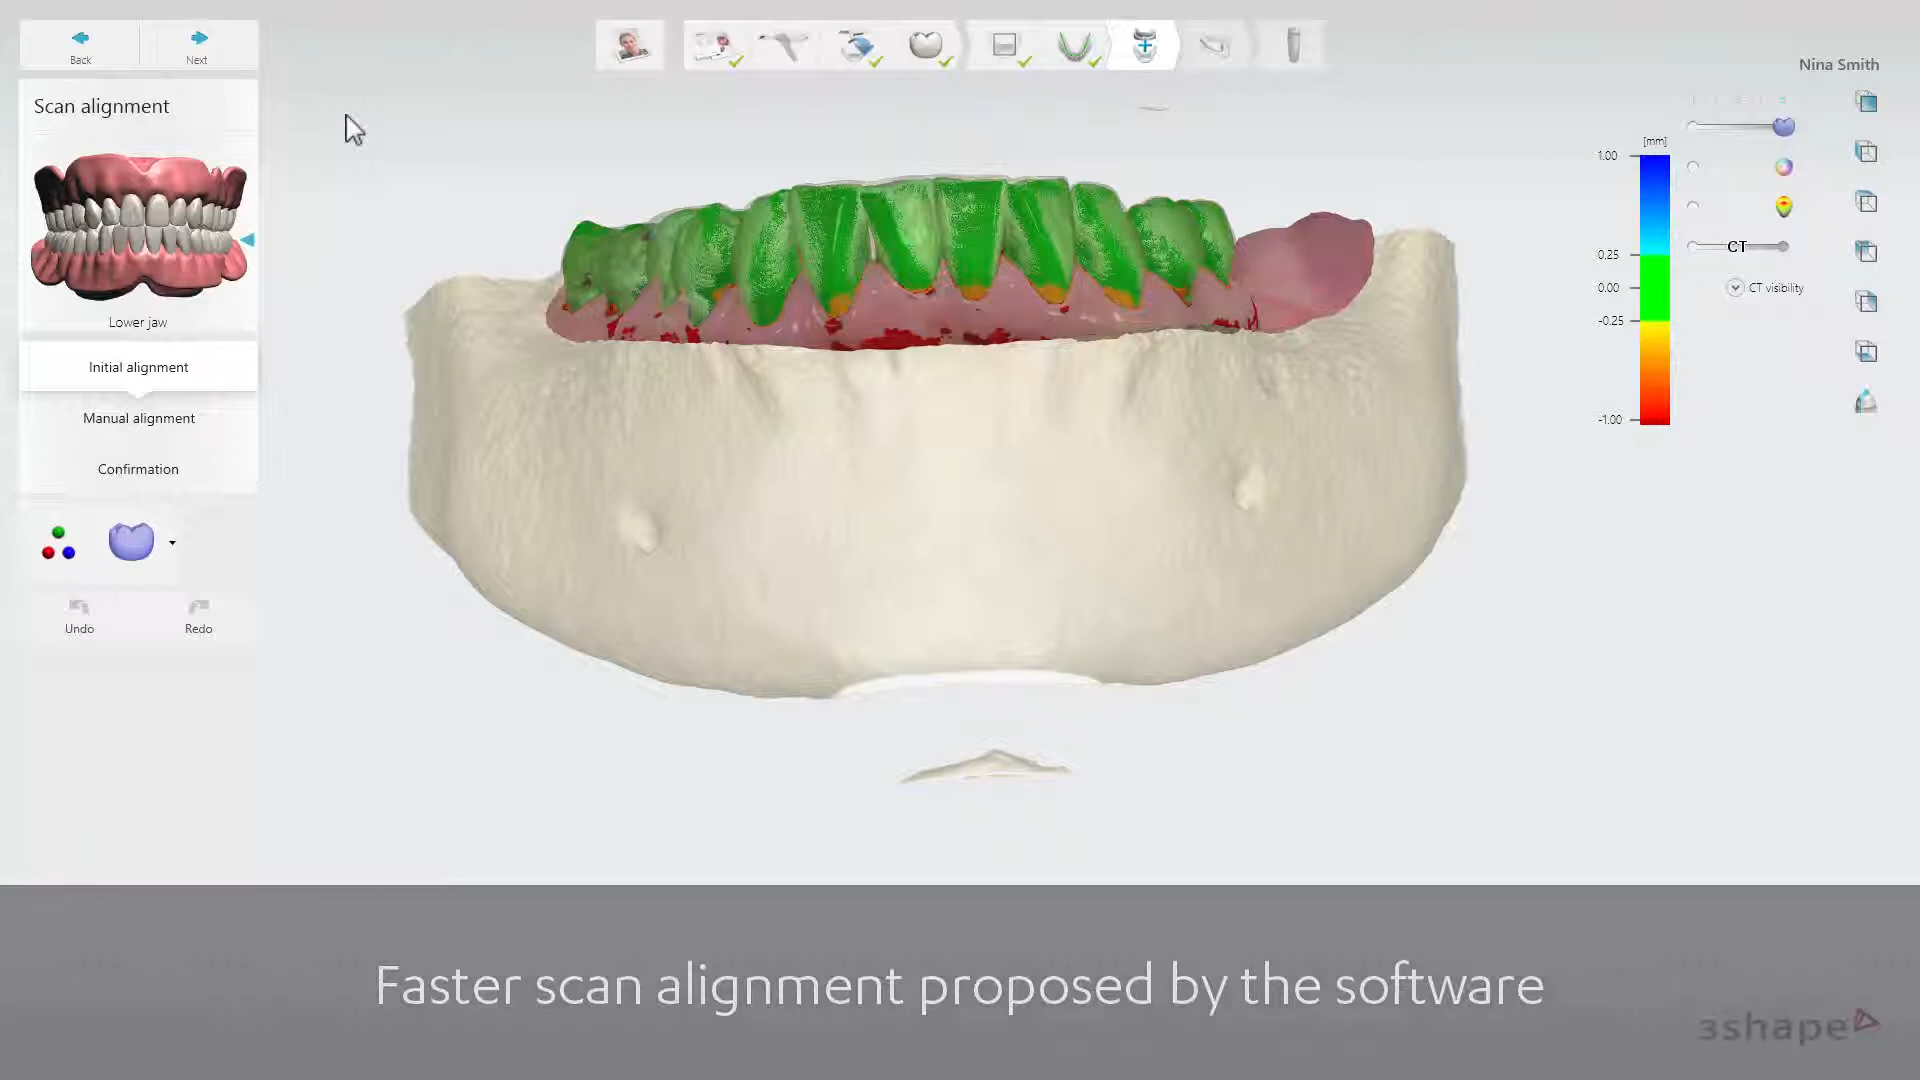 Back
Next
Nina Smith
Scan alignment
Lower jaw
Initial alignment
Manual alignment
Confirmation
Undo
Redo
[mm]
1.00
0.25
0.00
-0.25
-1.00
CT
CT visibility
Faster scan alignment proposed by the software
3shape